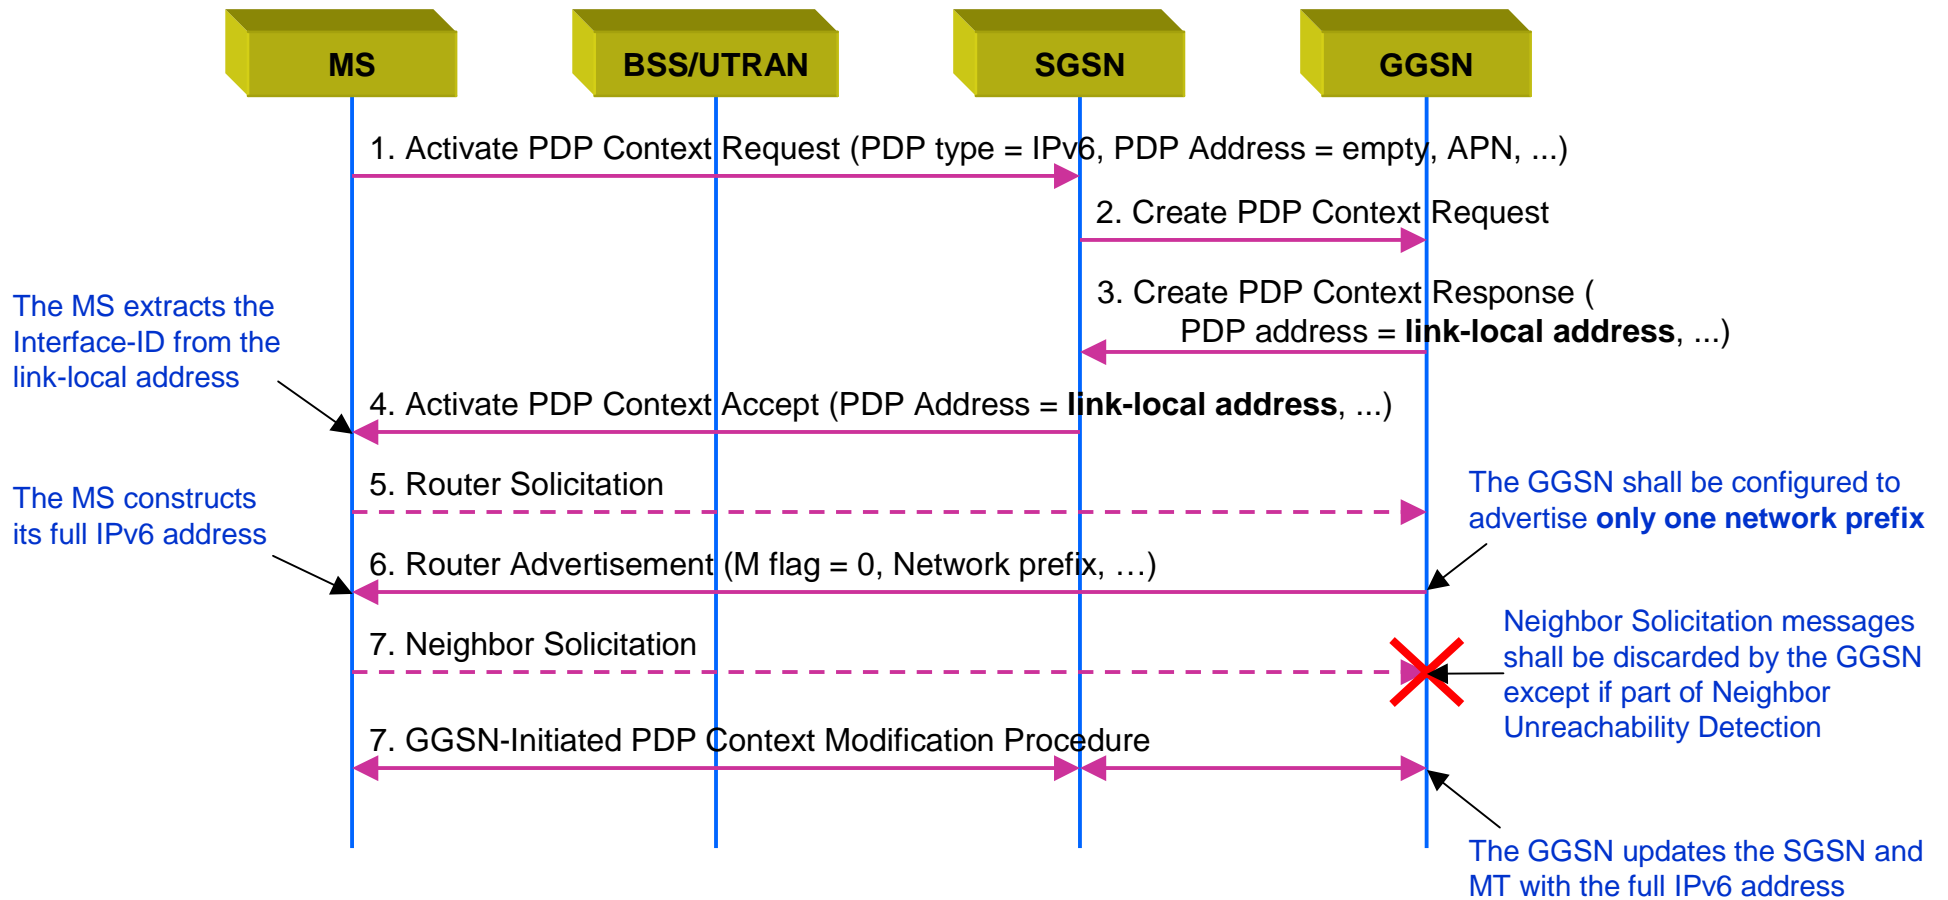 MS
BSS/UTRAN
SGSN
GGSN
1. Activate PDP Context Request (PDP type = IPv6, PDP Address = empty, APN, ...)
2. Create PDP Context Request
3. Create PDP Context Response (
PDP address = link-local address, ...)
The MS extracts the
Interface-ID from the
link-local address
4. Activate PDP Context Accept (PDP Address = link-local address, ...)
5. Router Solicitation
The GGSN shall be configured to
advertise only one network prefix
The MS constructs
its full IPv6 address
6. Router Advertisement (M flag = 0, Network prefix, …)
7. Neighbor Solicitation
Neighbor Solicitation messages
shall be discarded by the GGSN
except if part of Neighbor
Unreachability Detection
7. GGSN-Initiated PDP Context Modification Procedure
The GGSN updates the SGSN and
MT with the full IPv6 address